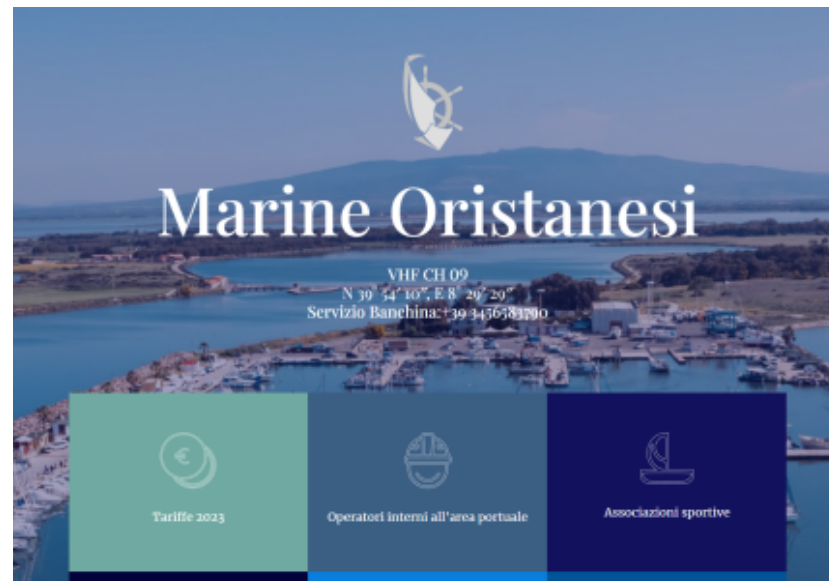 Marine Oristanesi
VHF CH 09
N 39° 54' 10", E 8° 29' 29"
Servizio Banchina:+39 3456583790
Tariffe 2023
Operatori interni all'area portuale
Associazioni sportive